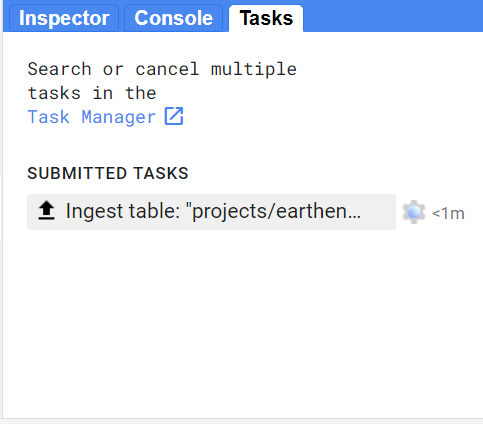 Inspector Console Tasks
Search or cancel multiple
tasks in the
Task Manager
SUBMITTED TASKS
Ingest table: "projects/earthen... <1m